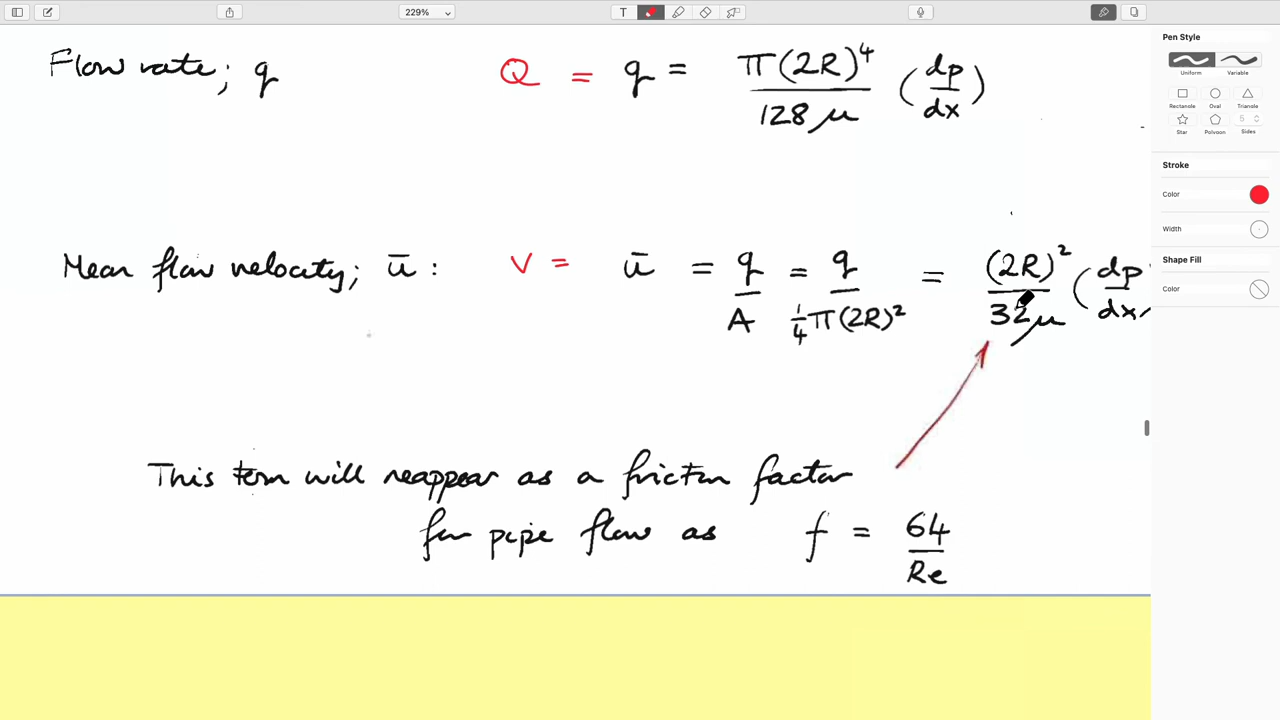 229%
T
Pen Style
Uniform Variable
Rectangle Oval Triangle
Star Polygon 5 Sides
Stroke
Color
Width
Shape Fill
Color
Flow rate; q Q = q = π(2R)⁴ / 128 μ (dp/dx)
Mean flow velocity; ū : V = ū = q/A = q / ¼π(2R)² = (2R)² / 32μ (dp/dx
This term will reappear as a friction factor
for pipe flow as f = 64/Re